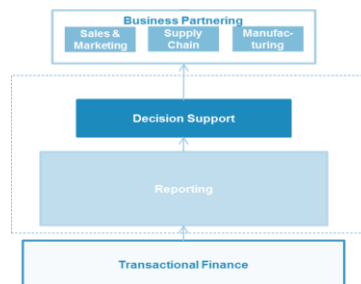 Business Partnering
Sales &
Marketing
Supply
Chain
Manufac-
turing
Decision Support
Reporting
Transactional Finance